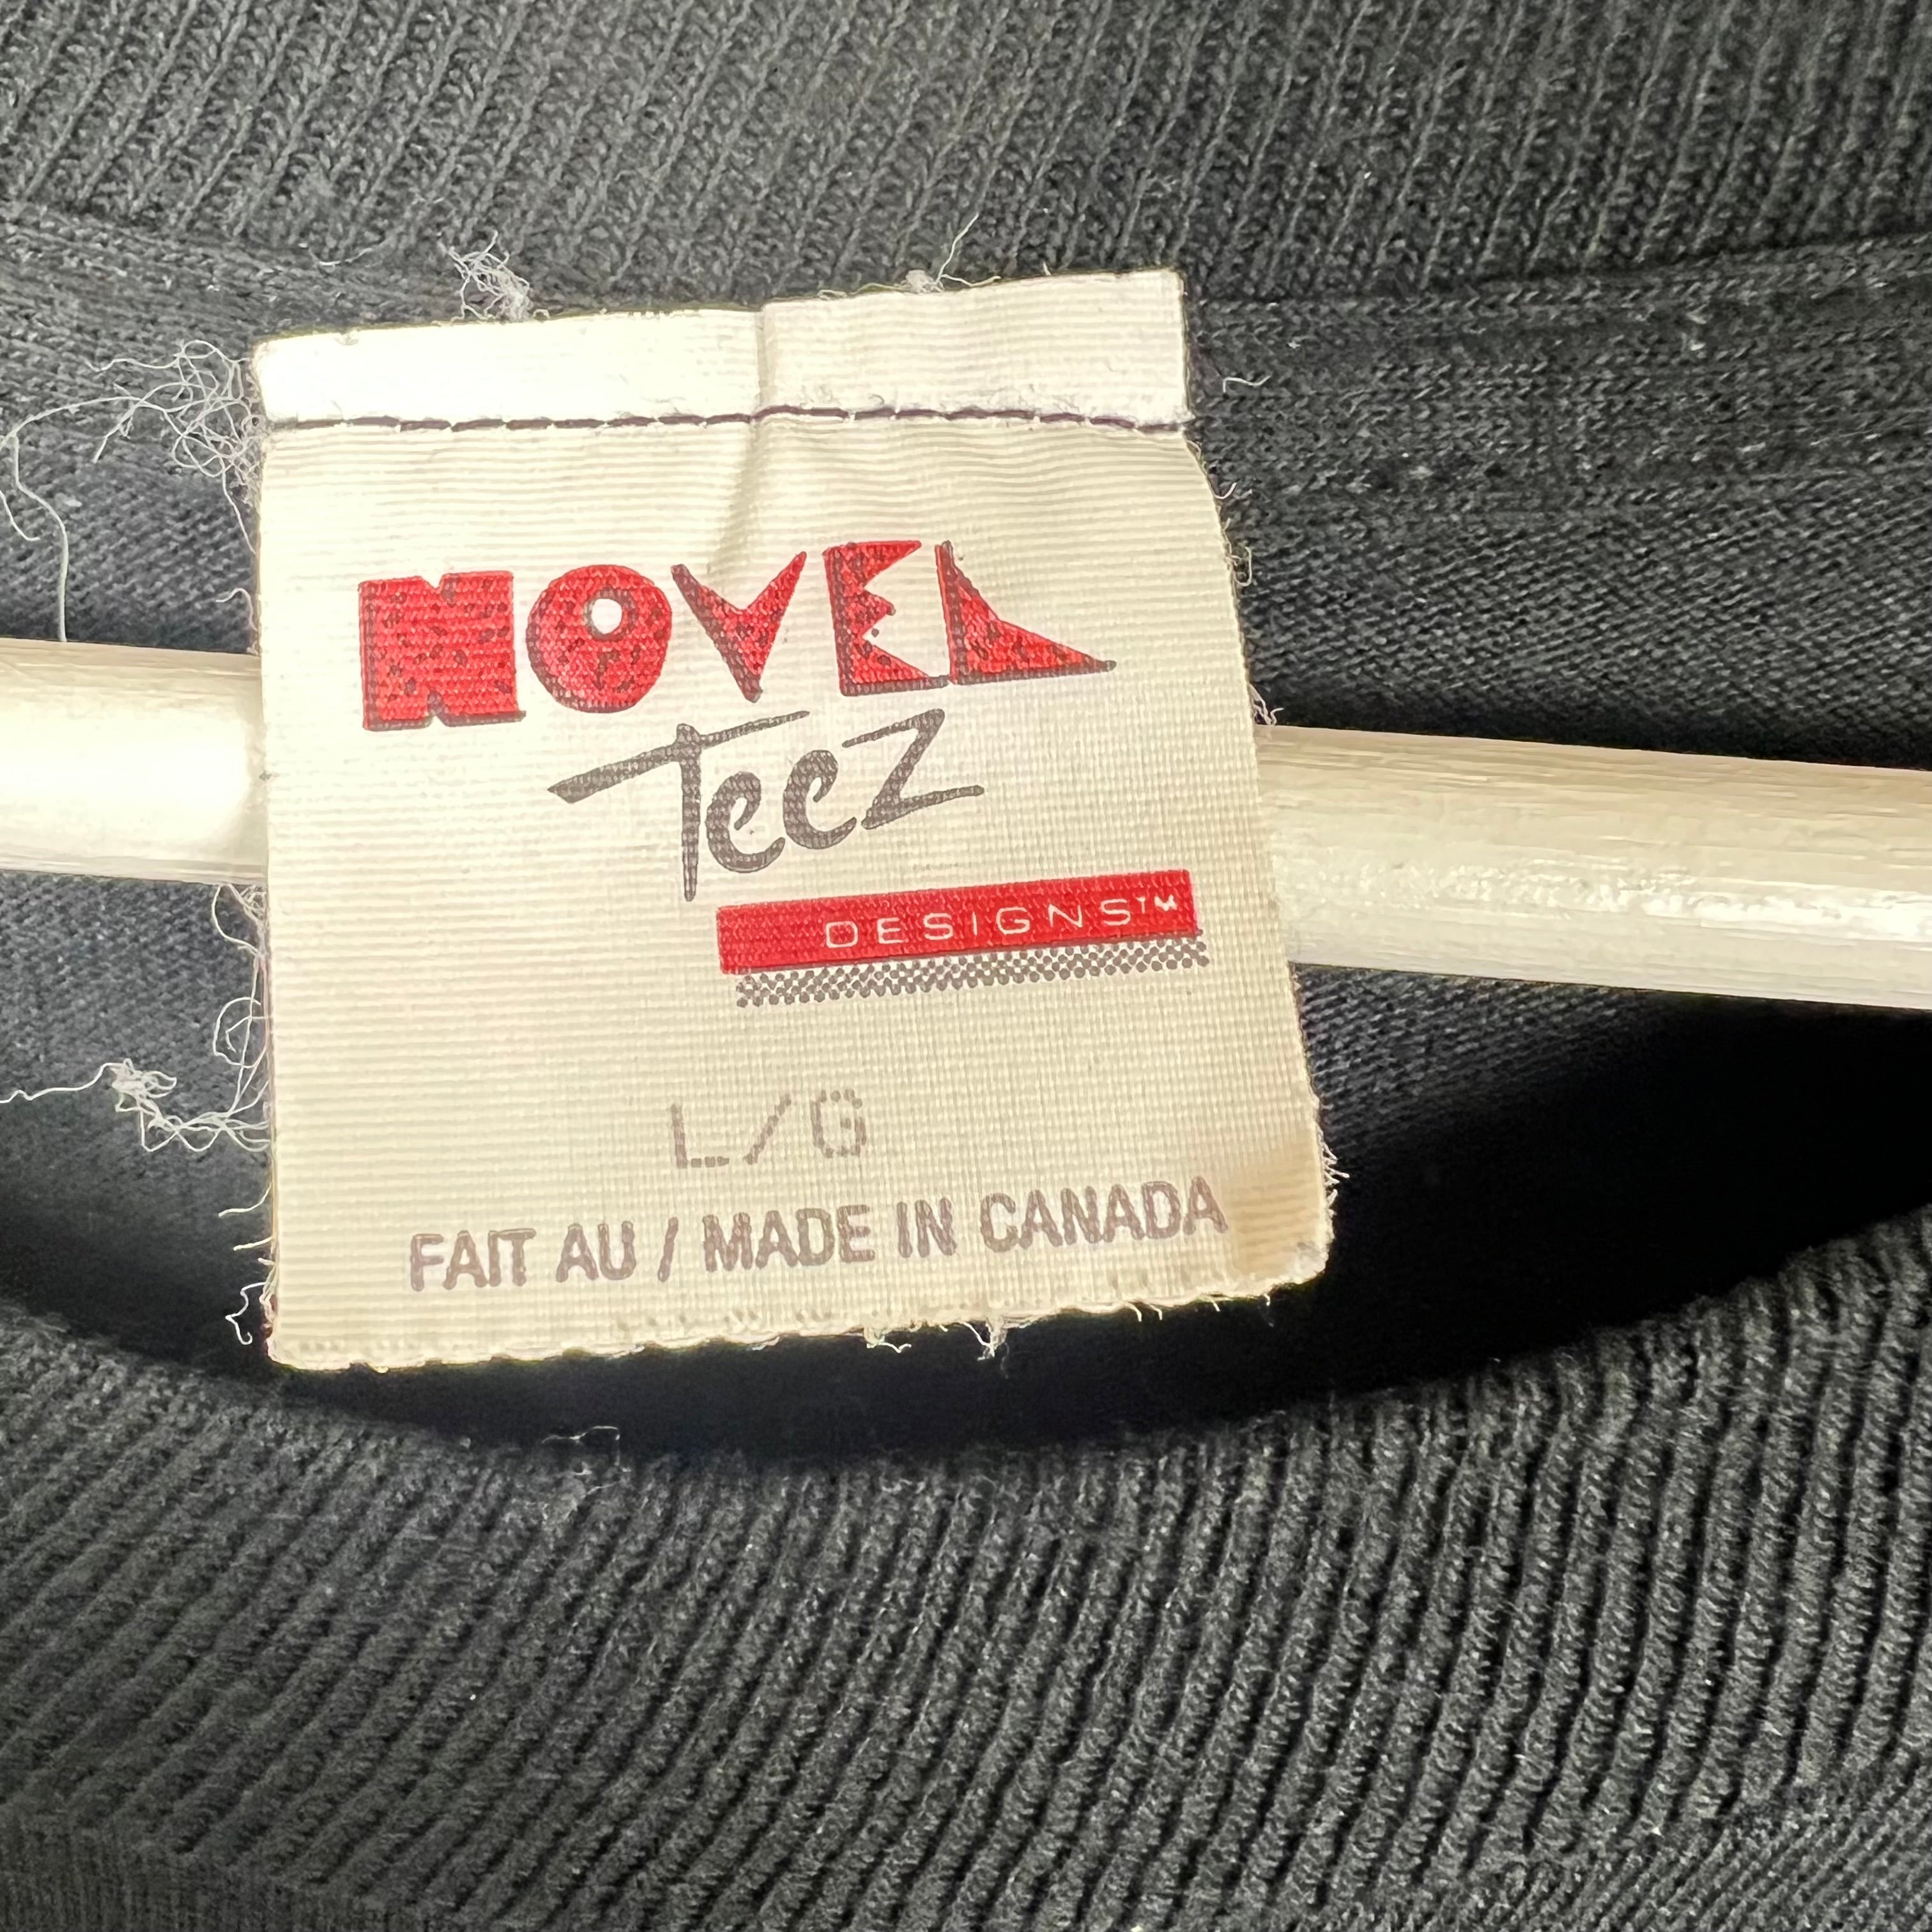 NOVEL
Teez
DESIGNS™
L/G
FAIT AU / MADE IN CANADA